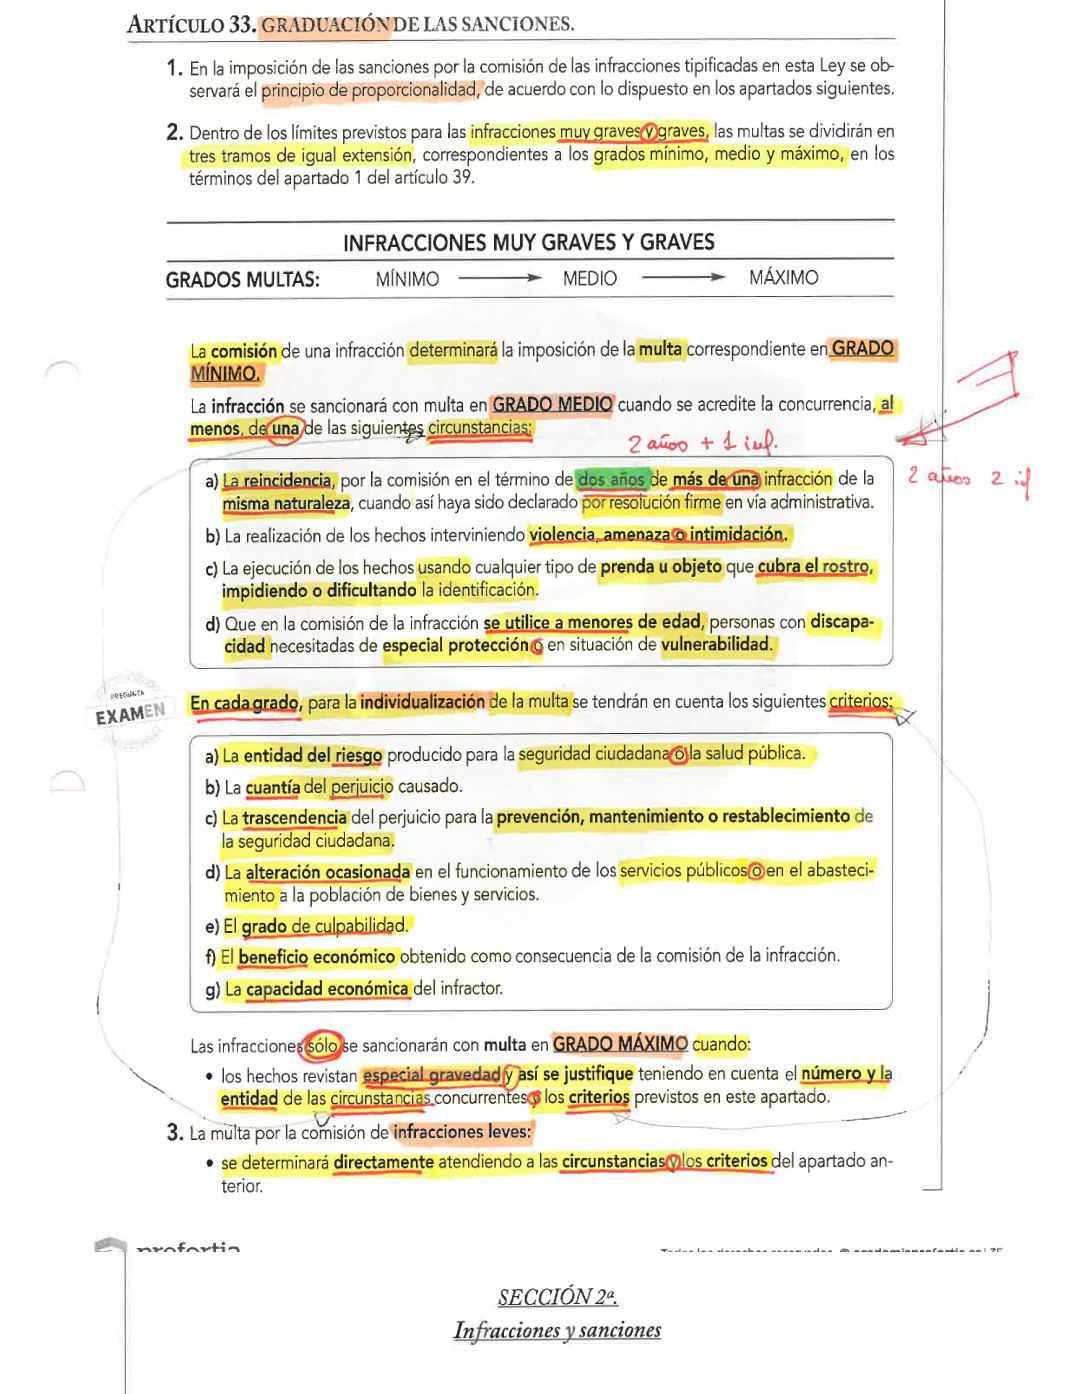 ARTÍCULO 33. GRADUACIÓN DE LAS SANCIONES.
1. En la imposición de las sanciones por la comisión de las infracciones tipificadas en esta Ley se ob-
servará el principio de proporcionalidad, de acuerdo con lo dispuesto en los apartados siguientes.
2. Dentro de los límites previstos para las infracciones muy graves y graves, las multas se dividirán en
tres tramos de igual extensión, correspondientes a los grados mínimo, medio y máximo, en los
términos del apartado 1 del artículo 39.
INFRACCIONES MUY GRAVES Y GRAVES
GRADOS MULTAS: MÍNIMO MEDIO MÁXIMO
La comisión de una infracción determinará la imposición de la multa correspondiente en GRADO
MÍNIMO.
La infracción se sancionará con multa en GRADO MEDIO cuando se acredite la concurrencia, al
menos, de una de las siguientes circunstancias:
2 años + 1 inf.
a) La reincidencia, por la comisión en el término de dos años de más de una infracción de la
2 años 2 if
misma naturaleza, cuando así haya sido declarado por resolución firme en vía administrativa.
b) La realización de los hechos interviniendo violencia, amenaza o intimidación.
c) La ejecución de los hechos usando cualquier tipo de prenda u objeto que cubra el rostro,
impidiendo o dificultando la identificación.
d) Que en la comisión de la infracción se utilice a menores de edad, personas con discapa-
cidad necesitadas de especial protección o en situación de vulnerabilidad.
PREGUNTA
EXAMEN
En cada grado, para la individualización de la multa se tendrán en cuenta los siguientes criterios:
a) La entidad del riesgo producido para la seguridad ciudadana o la salud pública.
b) La cuantía del perjuicio causado.
c) La trascendencia del perjuicio para la prevención, mantenimiento o restablecimiento de
la seguridad ciudadana.
d) La alteración ocasionada en el funcionamiento de los servicios públicos o en el abasteci-
miento a la población de bienes y servicios.
e) El grado de culpabilidad.
f) El beneficio económico obtenido como consecuencia de la comisión de la infracción.
g) La capacidad económica del infractor.
Las infracciones sólo se sancionarán con multa en GRADO MÁXIMO cuando:
• los hechos revistan especial gravedad y así se justifique teniendo en cuenta el número y la
entidad de las circunstancias concurrentes y los criterios previstos en este apartado.
3. La multa por la comisión de infracciones leves:
• se determinará directamente atendiendo a las circunstancias y los criterios del apartado an-
terior.
profortia
Todos los derechos reservados. © academiaprofortia.es | 35
SECCIÓN 2ª.
Infracciones y sanciones